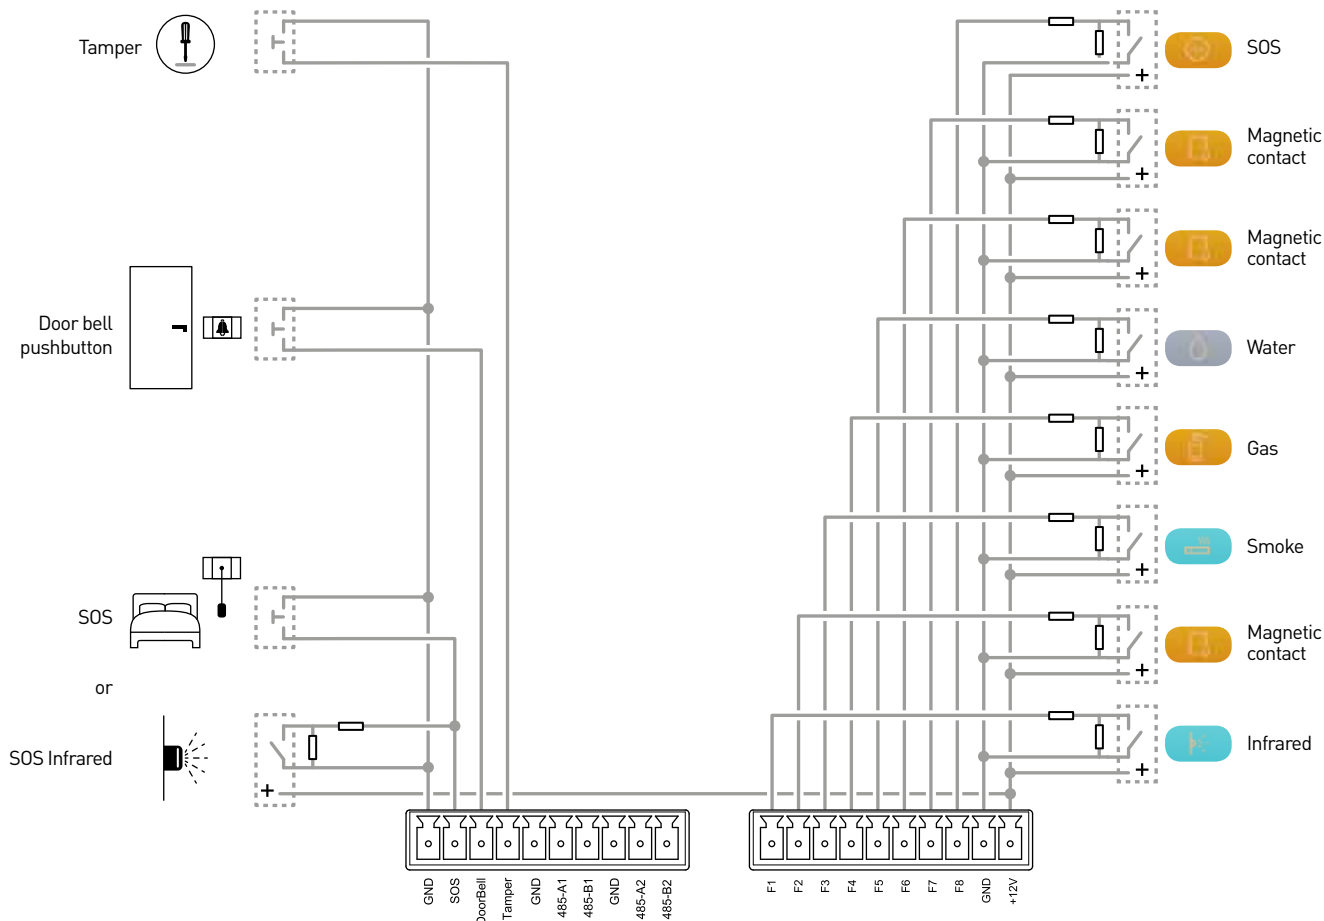 Tamper
Door bell
pushbutton
SOS
or
SOS Infrared
+
GND
SOS
DoorBell
Tamper
GND
485-A1
485-B1
GND
485-A2
485-B2
SOS
+
Magnetic
contact
+
Magnetic
contact
+
Water
+
Gas
+
Smoke
+
Magnetic
contact
+
Infrared
+
F1
F2
F3
F4
F5
F6
F7
F8
GND
+12V